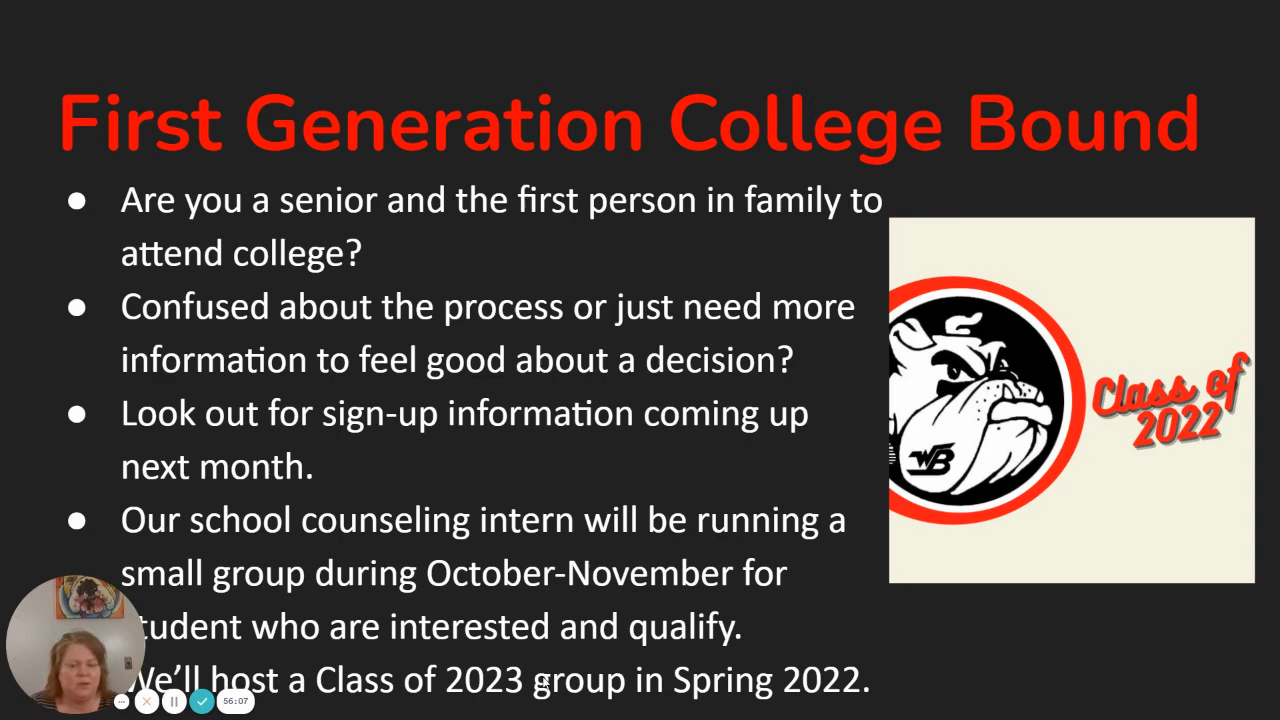 First Generation College Bound
● Are you a senior and the first person in family to
attend college?
● Confused about the process or just need more
information to feel good about a decision?
● Look out for sign-up information coming up
next month.
● Our school counseling intern will be running a
small group during October-November for
tudent who are interested and qualify.
We'll host a Class of 2023 group in Spring 2022.
WB
Class of
2022
56:07